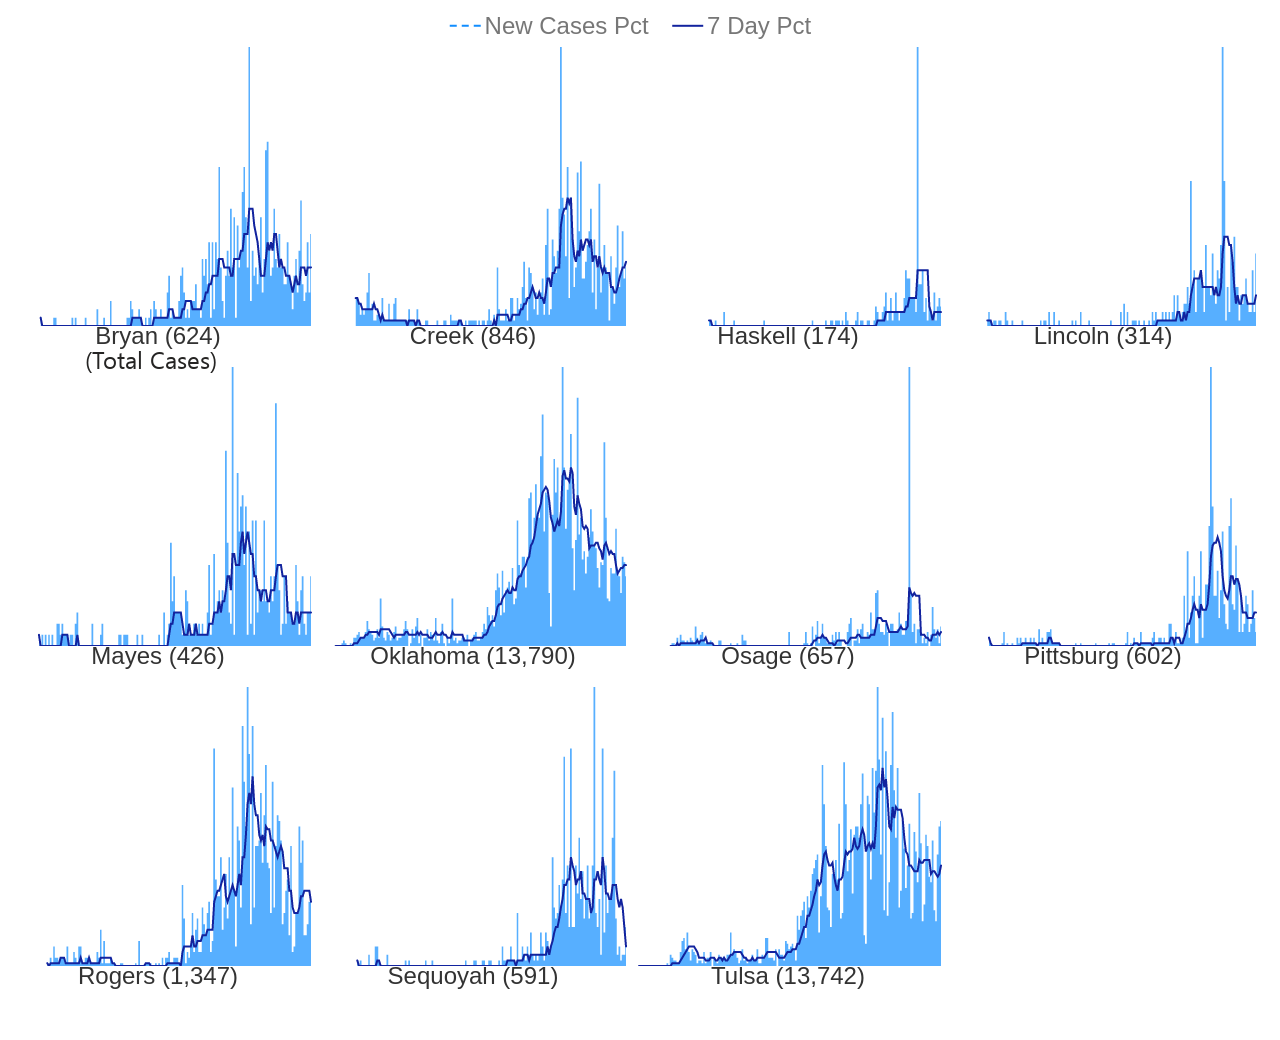 New Cases Pct 7 Day Pct
Bryan (624) Creek (846) Haskell (174) Lincoln (314)
(Total Cases)
Mayes (426) Oklahoma (13,790) Osage (657) Pittsburg (602)
Rogers (1,347) Sequoyah (591) Tulsa (13,742)